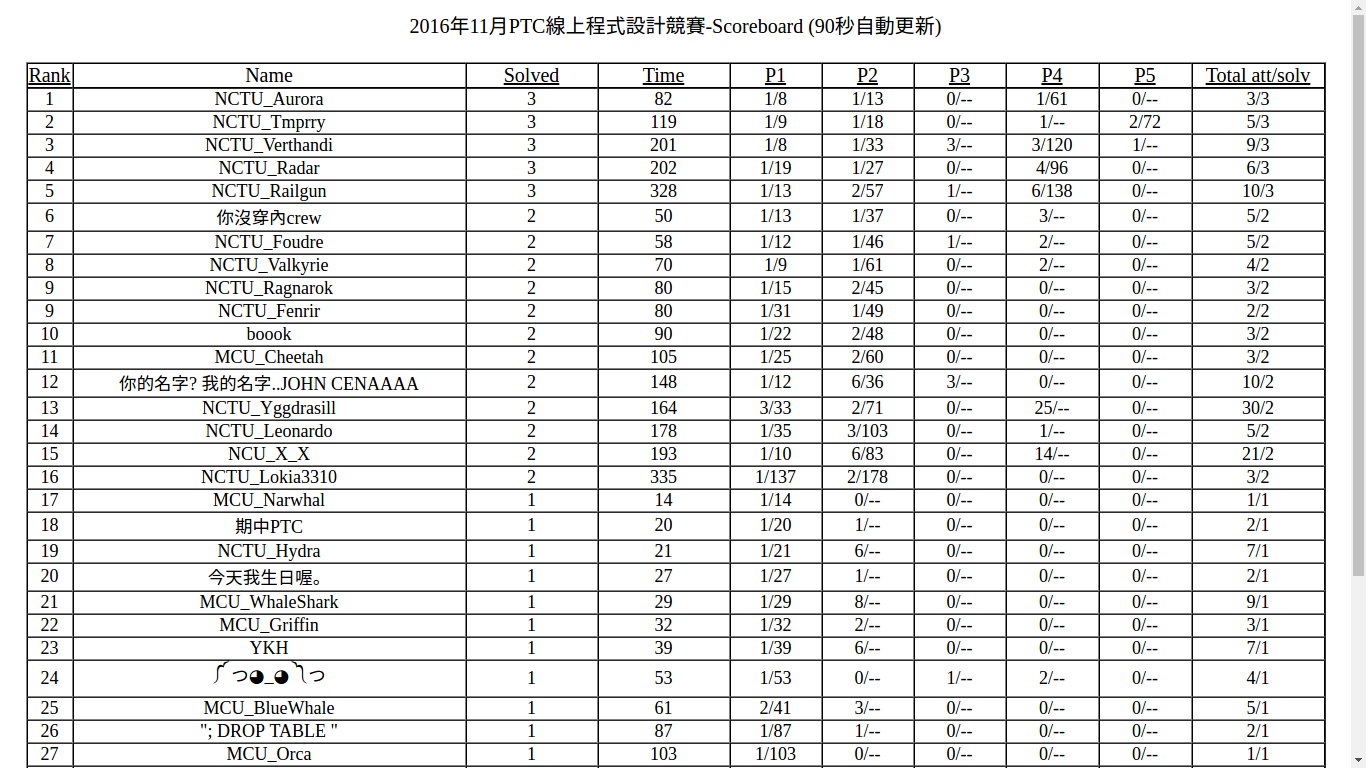 2016年11月PTC線上程式設計競賽-Scoreboard (90秒自動更新)
Rank Name Solved Time P1 P2 P3 P4 P5 Total att/solv
1 NCTU_Aurora 3 82 1/8 1/13 0/-- 1/61 0/-- 3/3
2 NCTU_Tmprry 3 119 1/9 1/18 0/-- 1/-- 2/72 5/3
3 NCTU_Verthandi 3 201 1/8 1/33 3/-- 3/120 1/-- 9/3
4 NCTU_Radar 3 202 1/19 1/27 0/-- 4/96 0/-- 6/3
5 NCTU_Railgun 3 328 1/13 2/57 1/-- 6/138 0/-- 10/3
6 你沒穿內crew 2 50 1/13 1/37 0/-- 3/-- 0/-- 5/2
7 NCTU_Foudre 2 58 1/12 1/46 1/-- 2/-- 0/-- 5/2
8 NCTU_Valkyrie 2 70 1/9 1/61 0/-- 2/-- 0/-- 4/2
9 NCTU_Ragnarok 2 80 1/15 2/45 0/-- 0/-- 0/-- 3/2
9 NCTU_Fenrir 2 80 1/31 1/49 0/-- 0/-- 0/-- 2/2
10 boook 2 90 1/22 2/48 0/-- 0/-- 0/-- 3/2
11 MCU_Cheetah 2 105 1/25 2/60 0/-- 0/-- 0/-- 3/2
12 你的名字? 我的名字..JOHN CENAAAA 2 148 1/12 6/36 3/-- 0/-- 0/-- 10/2
13 NCTU_Yggdrasill 2 164 3/33 2/71 0/-- 25/-- 0/-- 30/2
14 NCTU_Leonardo 2 178 1/35 3/103 0/-- 1/-- 0/-- 5/2
15 NCU_X_X 2 193 1/10 6/83 0/-- 14/-- 0/-- 21/2
16 NCTU_Lokia3310 2 335 1/137 2/178 0/-- 0/-- 0/-- 3/2
17 MCU_Narwhal 1 14 1/14 0/-- 0/-- 0/-- 0/-- 1/1
18 期中PTC 1 20 1/20 1/-- 0/-- 0/-- 0/-- 2/1
19 NCTU_Hydra 1 21 1/21 6/-- 0/-- 0/-- 0/-- 7/1
20 今天我生日喔。 1 27 1/27 1/-- 0/-- 0/-- 0/-- 2/1
21 MCU_WhaleShark 1 29 1/29 8/-- 0/-- 0/-- 0/-- 9/1
22 MCU_Griffin 1 32 1/32 2/-- 0/-- 0/-- 0/-- 3/1
23 YKH 1 39 1/39 6/-- 0/-- 0/-- 0/-- 7/1
24 ༼ つ◕_◕ ༽つ 1 53 1/53 0/-- 1/-- 2/-- 0/-- 4/1
25 MCU_BlueWhale 1 61 2/41 3/-- 0/-- 0/-- 0/-- 5/1
26 "; DROP TABLE " 1 87 1/87 1/-- 0/-- 0/-- 0/-- 2/1
27 MCU_Orca 1 103 1/103 0/-- 0/-- 0/-- 0/-- 1/1